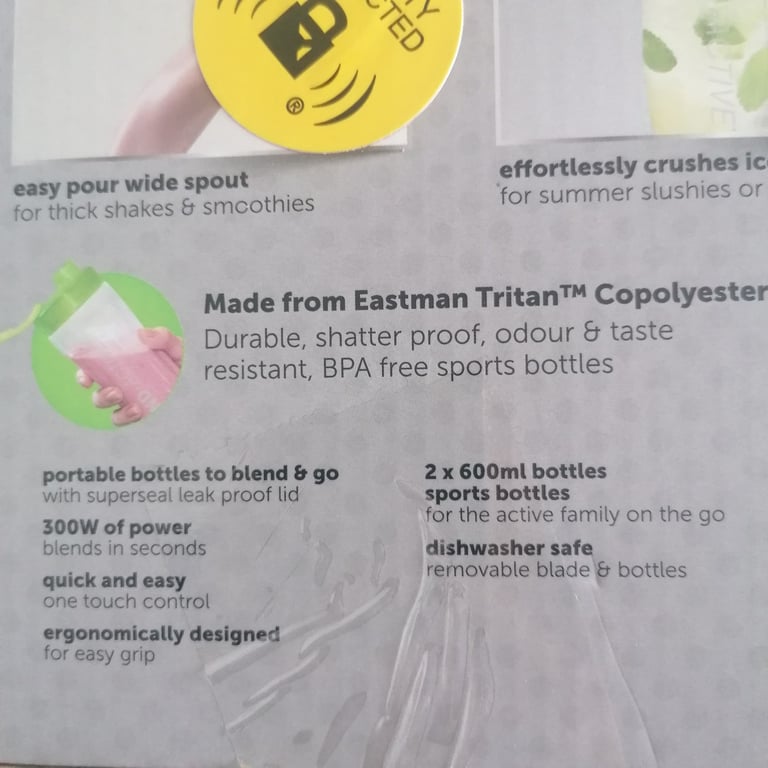 CTED
®
easy pour wide spout
for thick shakes & smoothies
effortlessly crushes
for summer slushies or
Made from Eastman Tritan™ Copolyester
Durable, shatter proof, odour & taste
resistant, BPA free sports bottles
portable bottles to blend & go
with superseal leak proof lid
300W of power
blends in seconds
quick and easy
one touch control
ergonomically designed
for easy grip
2 x 600ml bottles
sports bottles
for the active family on the go
dishwasher safe
removable blade & bottles